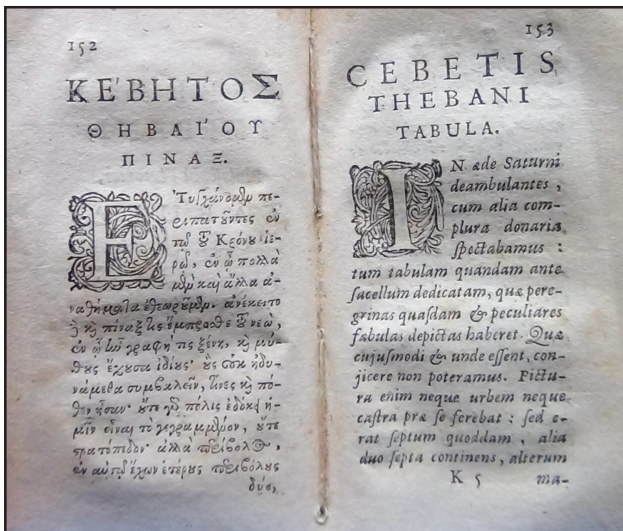 152
ΚΕ'ΒΗΤΟΣ
ΘΗΒΑΙ'ΟΥ
ΠΙΝΑΞ.
Ε'Τυγχάνομεν πε-
ριπατοῦντες ἐν
τῷ τοῦ Κρόνου ἱε-
ρῷ, ἐν ᾧ πολλὰ
μὲν καὶ ἄλλα ἀ-
ναθήματα ἐθεωροῦμεν. ἀνέκειτο
δὲ καὶ πίναξ τις ἔμπροσθε τοῦ νεώ,
ἐν ᾧ ἦν γραφή τις ξένη, καὶ μύ-
θους ἔχουσα ἰδίους· οὓς οὐκ ἠδυ-
νάμεθα συμβαλεῖν, τίνες καὶ πό-
θεν ἦσαν· οὔτε γὰρ πόλις ἐδόκει ἡ-
μῖν εἶναι τὸ γεγραμμένον, οὔτε
στρατόπεδον· ἀλλὰ περίβολος,
ἐν αὑτῷ ἔχων ἑτέρους περιβόλους
δύο,
153
CEBETIS
THEBANI
TABULA.
IN æde Saturni
deambulantes,
cum alia com-
plura donaria
ſpectabamus:
tum tabulam quandam ante
ſacellum dedicatam, quæ pere-
grinas quaſdam & peculiares
fabulas depictas haberet. Quæ
cujuſmodi & unde eſſent, con-
jicere non poteramus. Pictu-
ra enim neque urbem neque
caſtra præ ſe ferebat: ſed e-
rat ſeptum quoddam, alia
duo ſepta continens, alterum
K 5 ma-